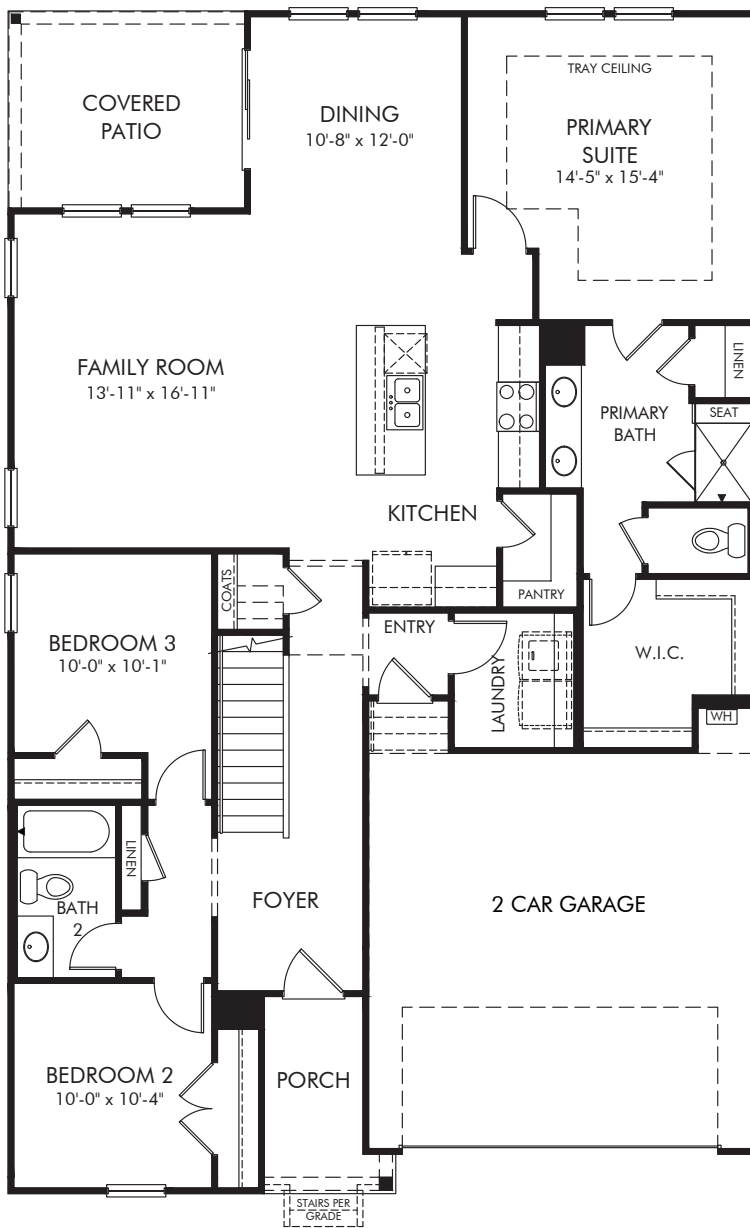 TRAY CEILING
COVERED
PATIO
DINING
10'-8" x 12'-0"
PRIMARY
SUITE
14'-5" x 15'-4"
FAMILY ROOM
13'-11" x 16'-11"
LINEN
SEAT
PRIMARY
BATH
KITCHEN
PANTRY
COATS
ENTRY
BEDROOM 3
10'-0" x 10'-1"
LAUNDRY
W.I.C.
WH
LINEN
BATH
2
FOYER
2 CAR GARAGE
BEDROOM 2
10'-0" x 10'-4"
PORCH
STAIRS PER
GRADE